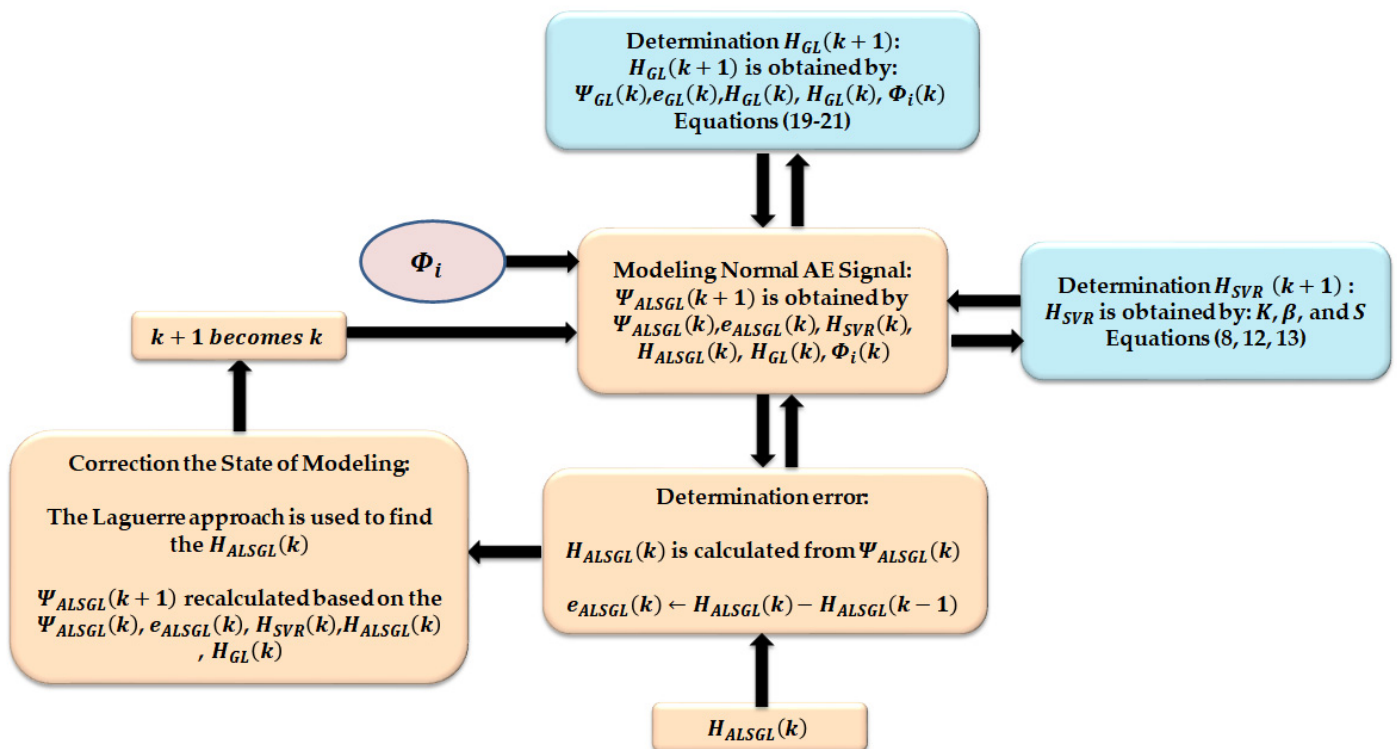 Determination H_GL(k+1):
H_GL(k+1) is obtained by:
Ψ_GL(k),e_GL(k),H_GL(k), H_GL(k), Φ_i(k)
Equations (19-21)
Φ_i
Modeling Normal AE Signal:
Ψ_ALSGL(k+1) is obtained by
Ψ_ALSGL(k),e_ALSGL(k), H_SVR(k),
H_ALSGL(k), H_GL(k), Φ_i(k)
Determination H_SVR (k+1) :
H_SVR is obtained by: K, β, and S
Equations (8, 12, 13)
k+1 becomes k
Correction the State of Modeling:
The Laguerre approach is used to find
the H_ALSGL(k)
Ψ_ALSGL(k+1) recalculated based on the
Ψ_ALSGL(k), e_ALSGL(k), H_SVR(k),H_ALSGL(k)
, H_GL(k)
Determination error:
H_ALSGL(k) is calculated from Ψ_ALSGL(k)
e_ALSGL(k) ← H_ALSGL(k) − H_ALSGL(k−1)
H_ALSGL(k)